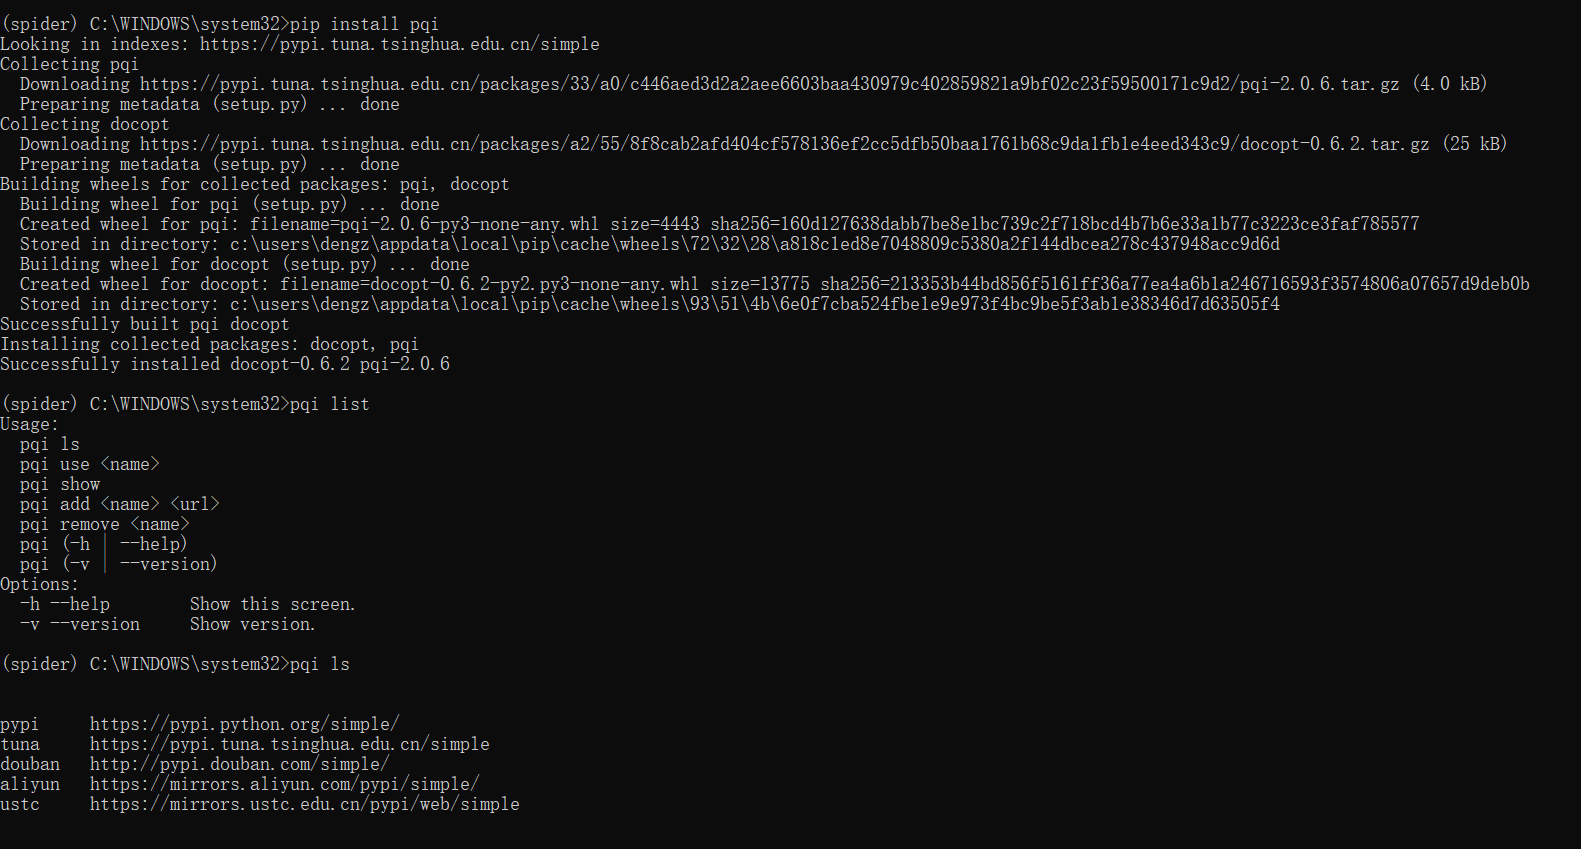 (spider) C:\WINDOWS\system32>pip install pqi
Looking in indexes: https://pypi.tuna.tsinghua.edu.cn/simple
Collecting pqi
  Downloading https://pypi.tuna.tsinghua.edu.cn/packages/33/a0/c446aed3d2a2aee6603baa430979c402859821a9bf02c23f59500171c9d2/pqi-2.0.6.tar.gz (4.0 kB)
  Preparing metadata (setup.py) ... done
Collecting docopt
  Downloading https://pypi.tuna.tsinghua.edu.cn/packages/a2/55/8f8cab2afd404cf578136ef2cc5dfb50baa1761b68c9da1fb1e4eed343c9/docopt-0.6.2.tar.gz (25 kB)
  Preparing metadata (setup.py) ... done
Building wheels for collected packages: pqi, docopt
  Building wheel for pqi (setup.py) ... done
  Created wheel for pqi: filename=pqi-2.0.6-py3-none-any.whl size=4443 sha256=160d127638dabb7be8e1bc739c2f718bcd4b7b6e33a1b77c3223ce3faf785577
  Stored in directory: c:\users\dengz\appdata\local\pip\cache\wheels\72\32\28\a818c1ed8e7048809c5380a2f144dbcea278c437948acc9d6d
  Building wheel for docopt (setup.py) ... done
  Created wheel for docopt: filename=docopt-0.6.2-py2.py3-none-any.whl size=13775 sha256=213353b44bd856f5161ff36a77ea4a6b1a246716593f3574806a07657d9deb0b
  Stored in directory: c:\users\dengz\appdata\local\pip\cache\wheels\93\51\4b\6e0f7cba524fbe1e9e973f4bc9be5f3ab1e38346d7d63505f4
Successfully built pqi docopt
Installing collected packages: docopt, pqi
Successfully installed docopt-0.6.2 pqi-2.0.6
(spider) C:\WINDOWS\system32>pqi list
Usage:
  pqi ls
  pqi use <name>
  pqi show
  pqi add <name> <url>
  pqi remove <name>
  pqi (-h | --help)
  pqi (-v | --version)
Options:
  -h --help        Show this screen.
  -v --version     Show version.
(spider) C:\WINDOWS\system32>pqi ls
pypi     https://pypi.python.org/simple/
tuna     https://pypi.tuna.tsinghua.edu.cn/simple
douban   http://pypi.douban.com/simple/
aliyun   https://mirrors.aliyun.com/pypi/simple/
ustc     https://mirrors.ustc.edu.cn/pypi/web/simple